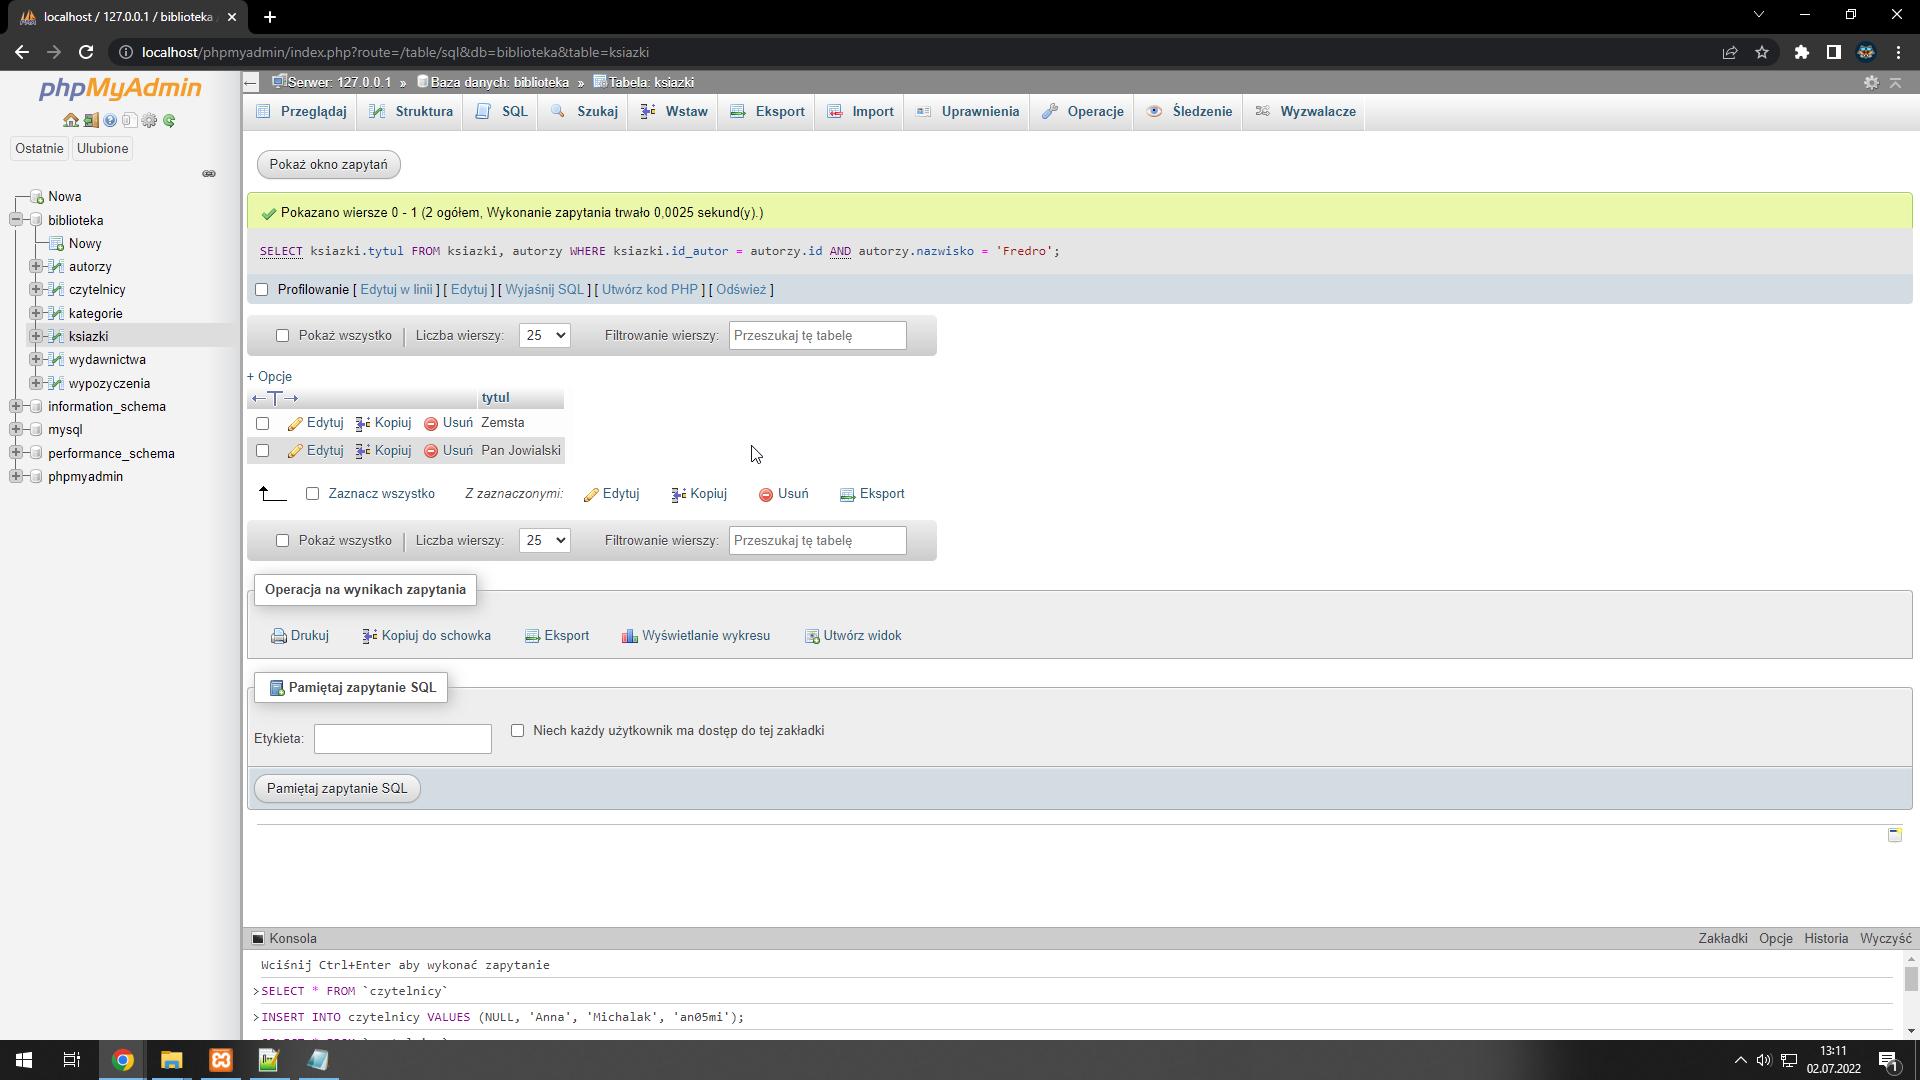 localhost / 127.0.0.1 / biblioteka
localhost/phpmyadmin/index.php?route=/table/sql&db=biblioteka&table=ksiazki
phpMyAdmin
Ostatnie Ulubione
Nowa
biblioteka
Nowy
autorzy
czytelnicy
kategorie
ksiazki
wydawnictwa
wypozyczenia
information_schema
mysql
performance_schema
phpmyadmin
Serwer: 127.0.0.1 » Baza danych: biblioteka » Tabela: ksiazki
Przeglądaj Struktura SQL Szukaj Wstaw Eksport Import Uprawnienia Operacje Śledzenie Wyzwalacze
Pokaż okno zapytań
Pokazano wiersze 0 - 1 (2 ogółem, Wykonanie zapytania trwało 0,0025 sekund(y).)
SELECT ksiazki.tytul FROM ksiazki, autorzy WHERE ksiazki.id_autor = autorzy.id AND autorzy.nazwisko = 'Fredro';
Profilowanie [ Edytuj w linii ] [ Edytuj ] [ Wyjaśnij SQL ] [ Utwórz kod PHP ] [ Odśwież ]
Pokaż wszystko | Liczba wierszy: 25 Filtrowanie wierszy: Przeszukaj tę tabelę
+ Opcje
←T→ tytul
Edytuj Kopiuj Usuń Zemsta
Edytuj Kopiuj Usuń Pan Jowialski
Zaznacz wszystko Z zaznaczonymi: Edytuj Kopiuj Usuń Eksport
Pokaż wszystko | Liczba wierszy: 25 Filtrowanie wierszy: Przeszukaj tę tabelę
Operacja na wynikach zapytania
Drukuj Kopiuj do schowka Eksport Wyświetlanie wykresu Utwórz widok
Pamiętaj zapytanie SQL
Etykieta: Niech każdy użytkownik ma dostęp do tej zakładki
Pamiętaj zapytanie SQL
Konsola Zakładki Opcje Historia Wyczyść
Wciśnij Ctrl+Enter aby wykonać zapytanie
>SELECT * FROM `czytelnicy`
>INSERT INTO czytelnicy VALUES (NULL, 'Anna', 'Michalak', 'an05mi');
13:11
02.07.2022
1